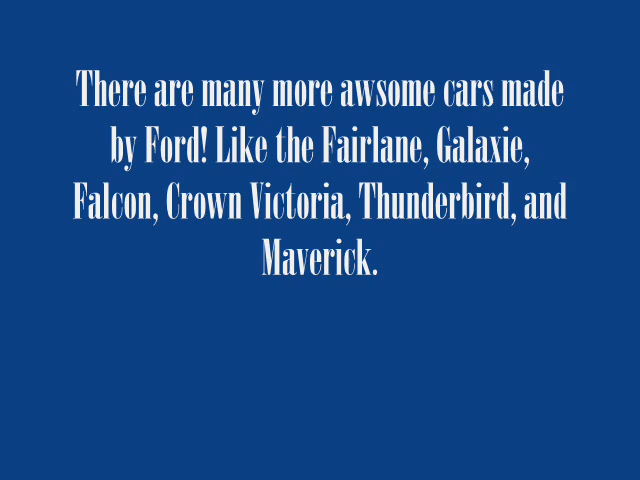 There are many more awsome cars made
by Ford! Like the Fairlane, Galaxie,
Falcon, Crown Victoria, Thunderbird, and
Maverick.